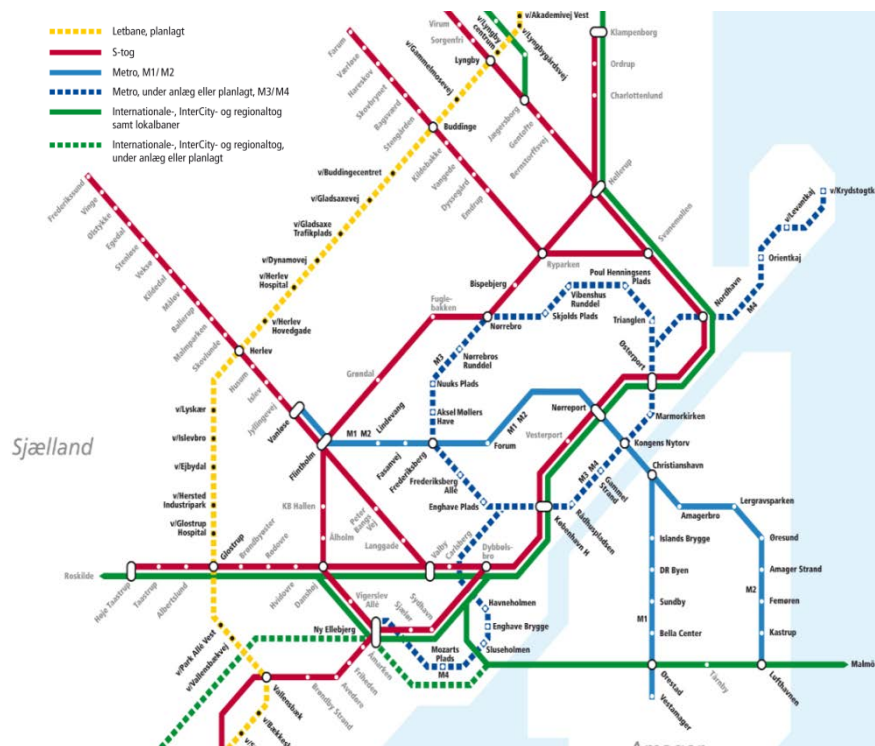 Letbane, planlagt
S-tog
Metro, M1/ M2
Metro, under anlæg eller planlagt, M3/M4
Internationale-, InterCity- og regionaltog
samt lokalbaner
Internationale-, InterCity- og regionaltog,
under anlæg eller planlagt
v/Akademivej Vest
v/Lyngby
centrum
v/Lyngbygårdsvej
Virum
Sorgenfri
Lyngby
v/Gammelmosevej
Klampenborg
Ordrup
Charlottenlund
Farum
Værløse
Hareskov
Skovbrynet
Bagsværd
Stengården
Buddinge
Kildebakke
Vangede
Dyssegård
Emdrup
Jægersborg
Gentofte
Bernstorffsvej
Hellerup
v/Buddingecentret
v/Gladsaxevej
v/Gladsaxe
Trafikplads
v/Dynamovej
v/Herlev
Hospital
v/Herlev
Hovedgade
Herlev
Frederikssund
Vinge
Ølstykke
Egedal
Stenløse
Veksø
Kildedal
Måløv
Ballerup
Malmparken
Skovlunde
Husum
Islev
Jyllingevej
Vanløse
Flintholm
Svanemøllen
Ryparken
Bispebjerg
Fugle-
bakken
Nørrebro
Grøndal
Poul Henningsens
Plads
Vibenshus
Runddel
Skjolds Plads
Trianglen
Nordhavn
M4
Orientkaj
v/Levantkaj
v/Krydstogtk
Østerport
M3
Nørrebros
Runddel
Nuuks Plads
Aksel Møllers
Have
M1 M2
Lindevang
Fasanvej
Frederiksberg
Forum
M1 M2
Nørreport
Vesterport
Marmorkirken
Kongens Nytorv
Christianshavn
Frederiksberg
Allé
Enghave Plads
M3 M4
Gammel
Strand
Rådhuspladsen
København H
Sjælland
v/Lyskær
v/Islevbro
v/Ejbydal
v/Hersted
Industripark
v/Glostrup
Hospital
Glostrup
Brøndbyøster
Rødovre
Hvidovre
Danshøj
KB Hallen
Ålholm
Peter
Bangs
Vej
Langgade
Valby
Carlsberg
Dybbøls-
bro
Roskilde
Høje Taastrup
Taastrup
Albertslund
Vigerslev
Allé
Sjælør
Sydhavn
Ny Ellebjerg
Åmarken
Friheden
Avedøre
Brøndby Strand
Vallensbæk
v/Park Allé Vest
v/Vallensbækvej
Mozarts
Plads
M4
Havneholmen
Enghave Brygge
Sluseholmen
Amagerbro
Lergravsparken
Øresund
Amager Strand
M2
Femøren
Kastrup
Lufthavnen
Islands Brygge
DR Byen
Sundby
M1
Bella Center
Ørestad
Vestamager
Tårnby
Malmö